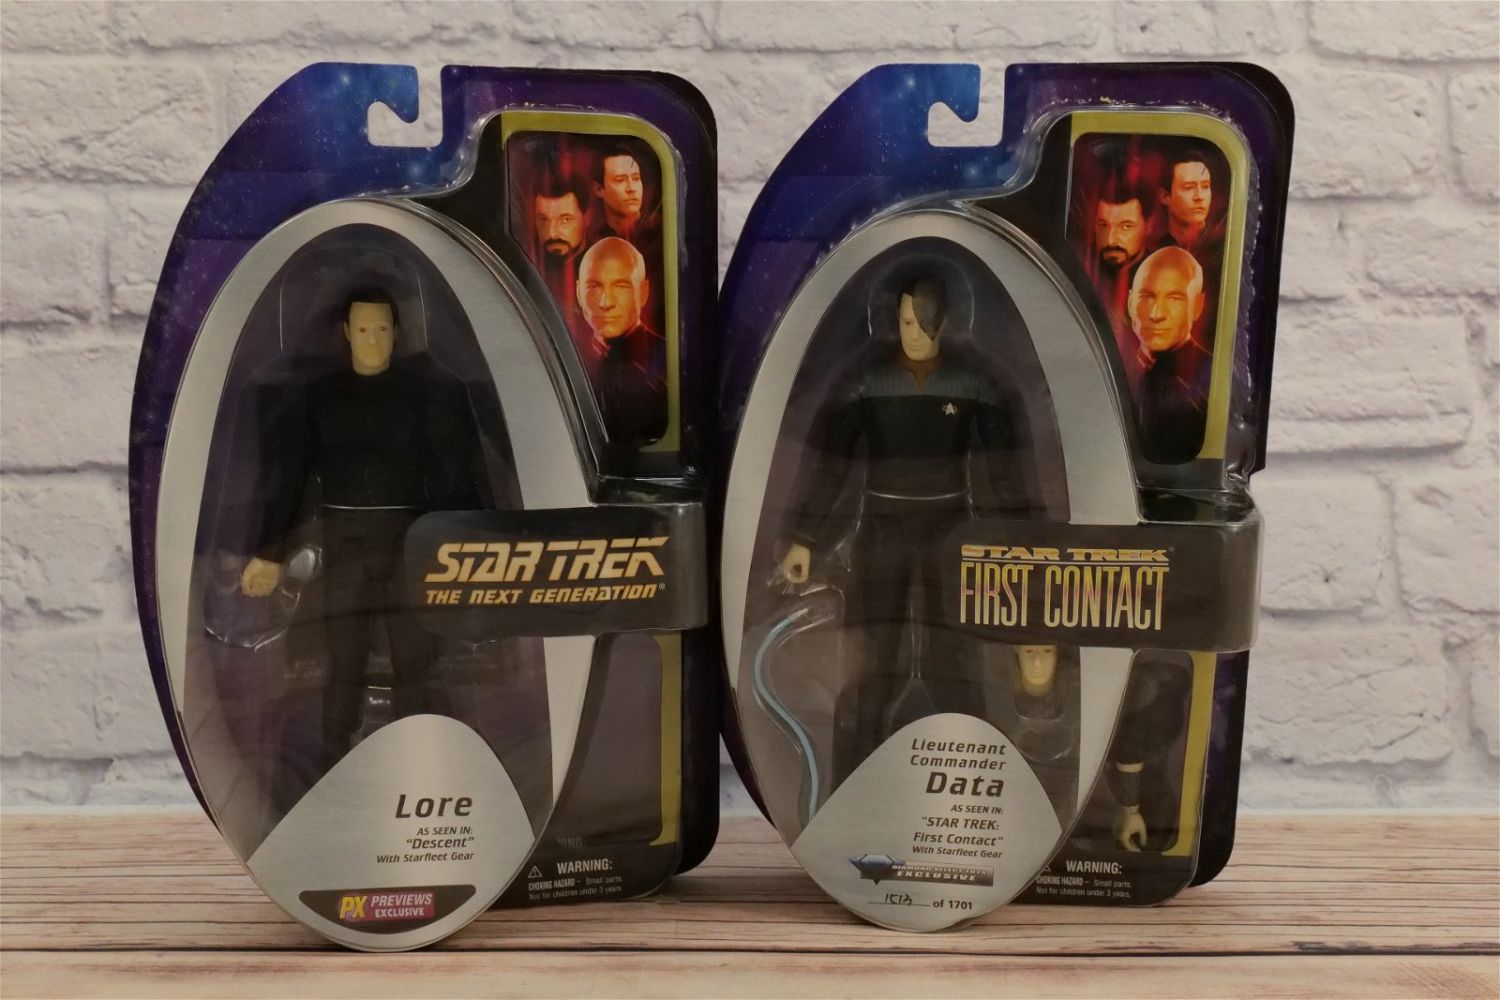 STAR TREK
THE NEXT GENERATION®
Lore
AS SEEN IN:
"Descent"
With Starfleet Gear
PX PREVIEWS
EXCLUSIVE
WARNING:
CHOKING HAZARD – Small parts.
Not for children under 3 years.
STAR TREK®
FIRST CONTACT
Lieutenant
Commander
Data
AS SEEN IN:
"STAR TREK:
First Contact"
With Starfleet Gear
DIAMOND SELECT TOYS
EXCLUSIVE
of 1701
WARNING:
CHOKING HAZARD – Small parts.
Not for children under 3 years.